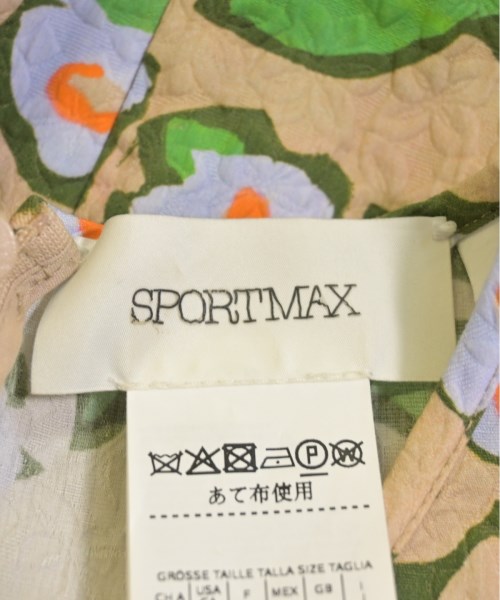 SPORTMAX
P W
あて布使用
GRÖSSE TAILLE TALLA SIZE TAGLIA
USA F MEX GB I